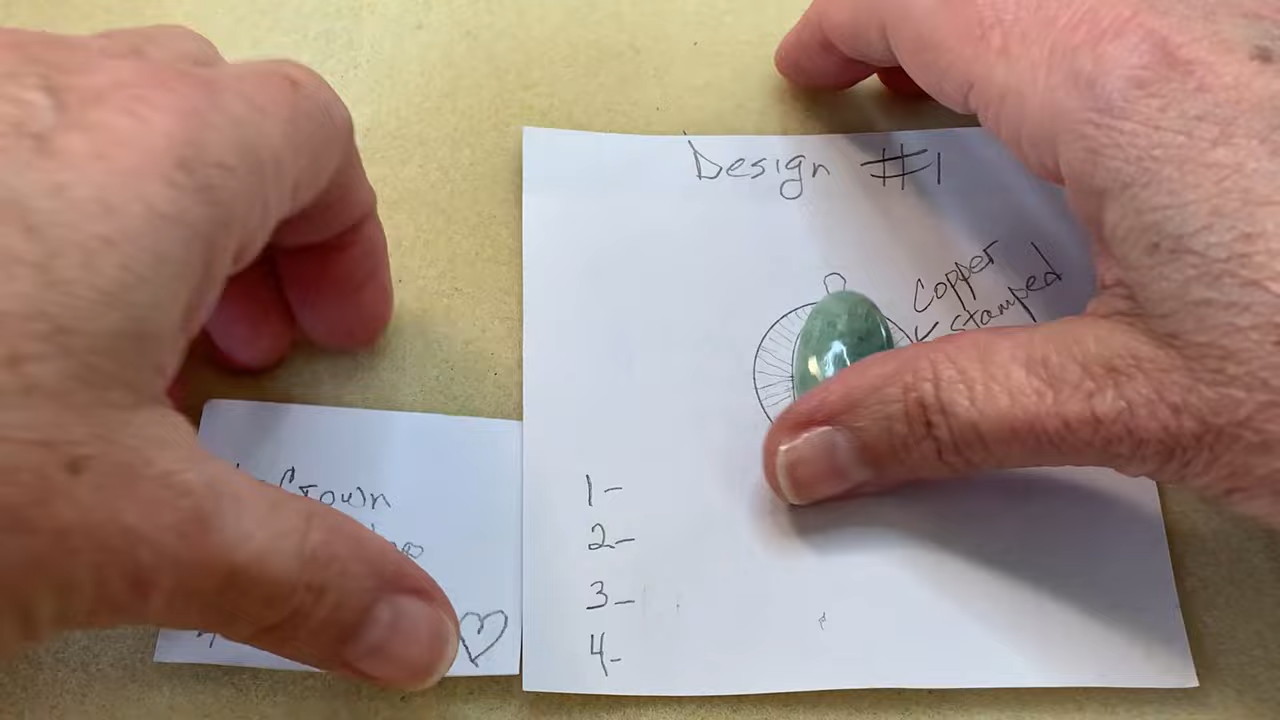 Design #1
Copper
Stamped
Crown
1-
2-
3-
4-